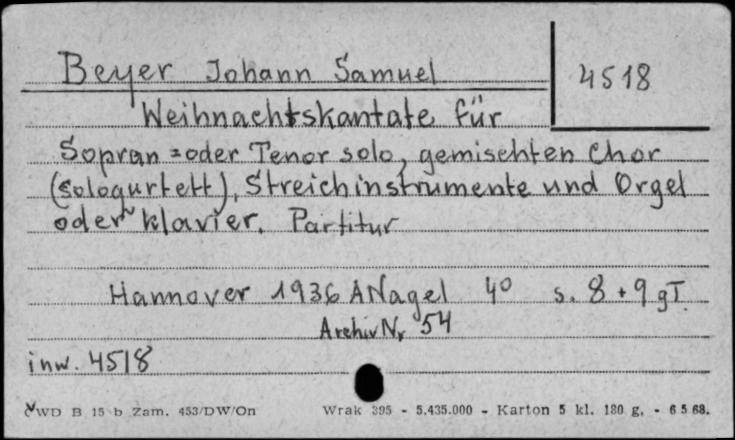 Beyer Johann Samuel
4518
Weihnachtskantate für
Sopran = oder Tenor solo, gemischten Chor
(sologurtett), Streichinstrumente und Orgel
oder klavier. Partitur
Hannover 1936 ANagel 4° s. 8 + 9 gT.
Archiv Nr 54
inw. 4518
WD B 15 b Zam. 453/DW/On Wrak 395 - 5.435.000 - Karton 5 kl. 180 g, - 6 5 68.